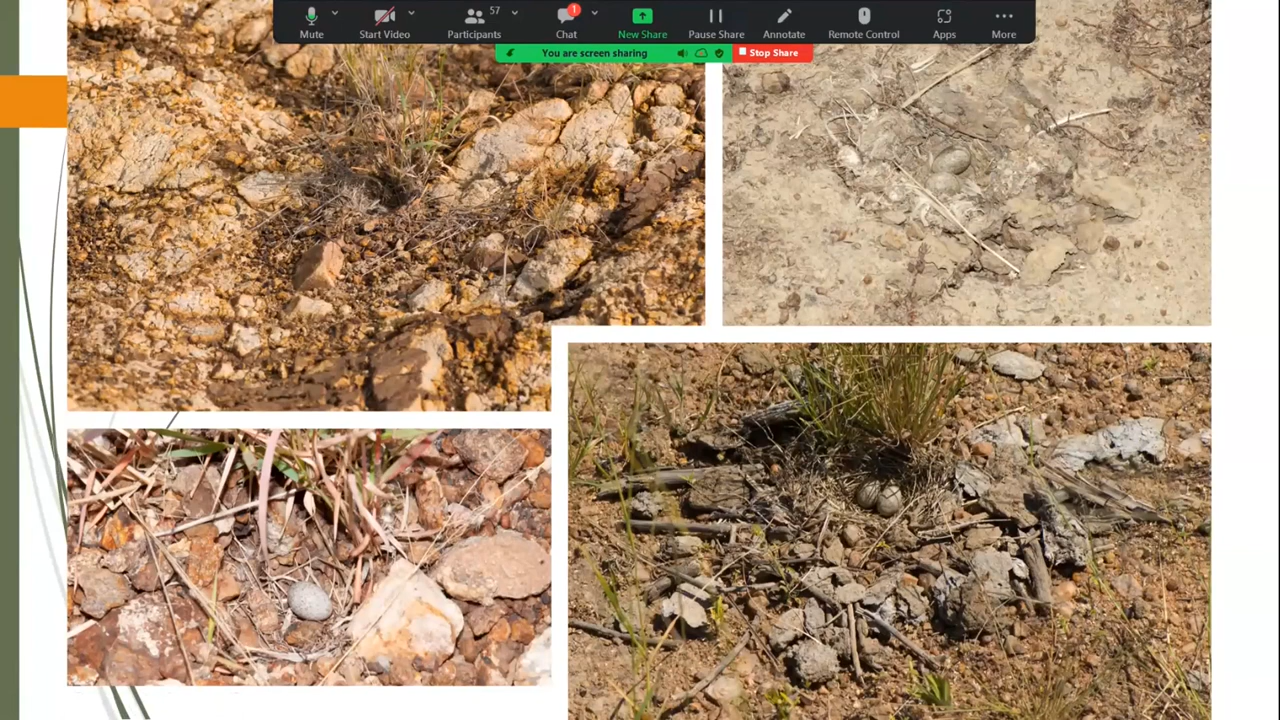 57
1
Mute
Start Video
Participants
Chat
New Share
Pause Share
Annotate
Remote Control
Apps
More
You are screen sharing
Stop Share